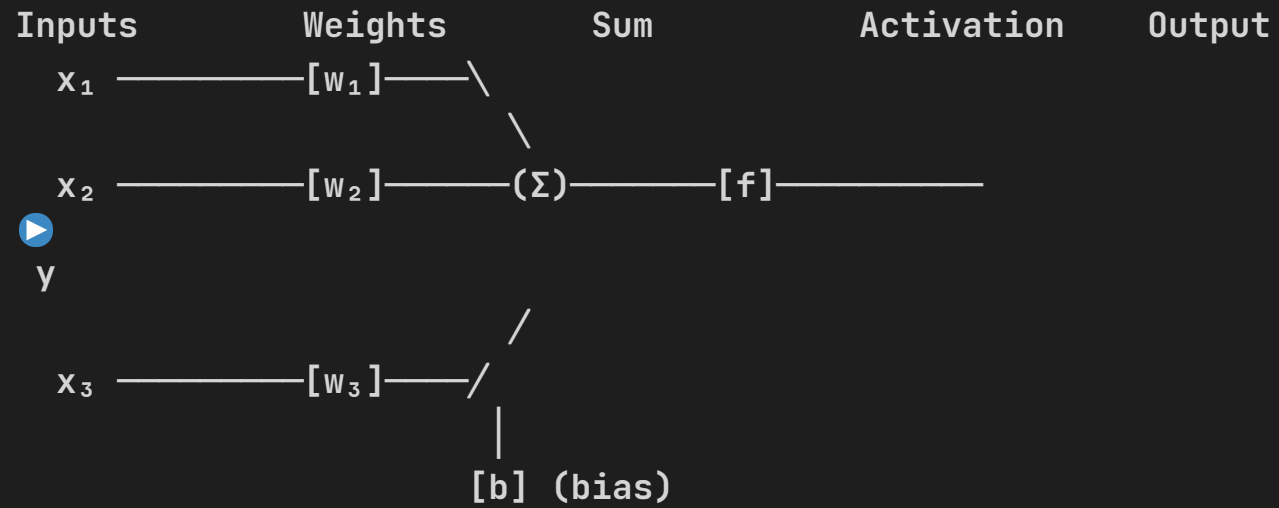 Inputs Weights Sum Activation Output
x₁ ─────────[w₁]────\
\
x₂ ─────────[w₂]──────(Σ)───────[f]──────────
▶
y
/
x₃ ─────────[w₃]────/
│
[b] (bias)